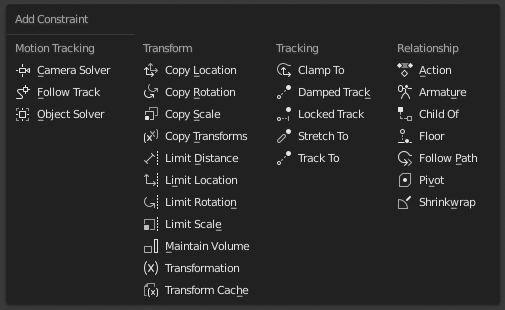 Add Constraint
Motion Tracking
Camera Solver
Follow Track
Object Solver
Transform
Copy Location
Copy Rotation
Copy Scale
Copy Transforms
Limit Distance
Limit Location
Limit Rotation
Limit Scale
Maintain Volume
Transformation
Transform Cache
Tracking
Clamp To
Damped Track
Locked Track
Stretch To
Track To
Relationship
Action
Armature
Child Of
Floor
Follow Path
Pivot
Shrinkwrap